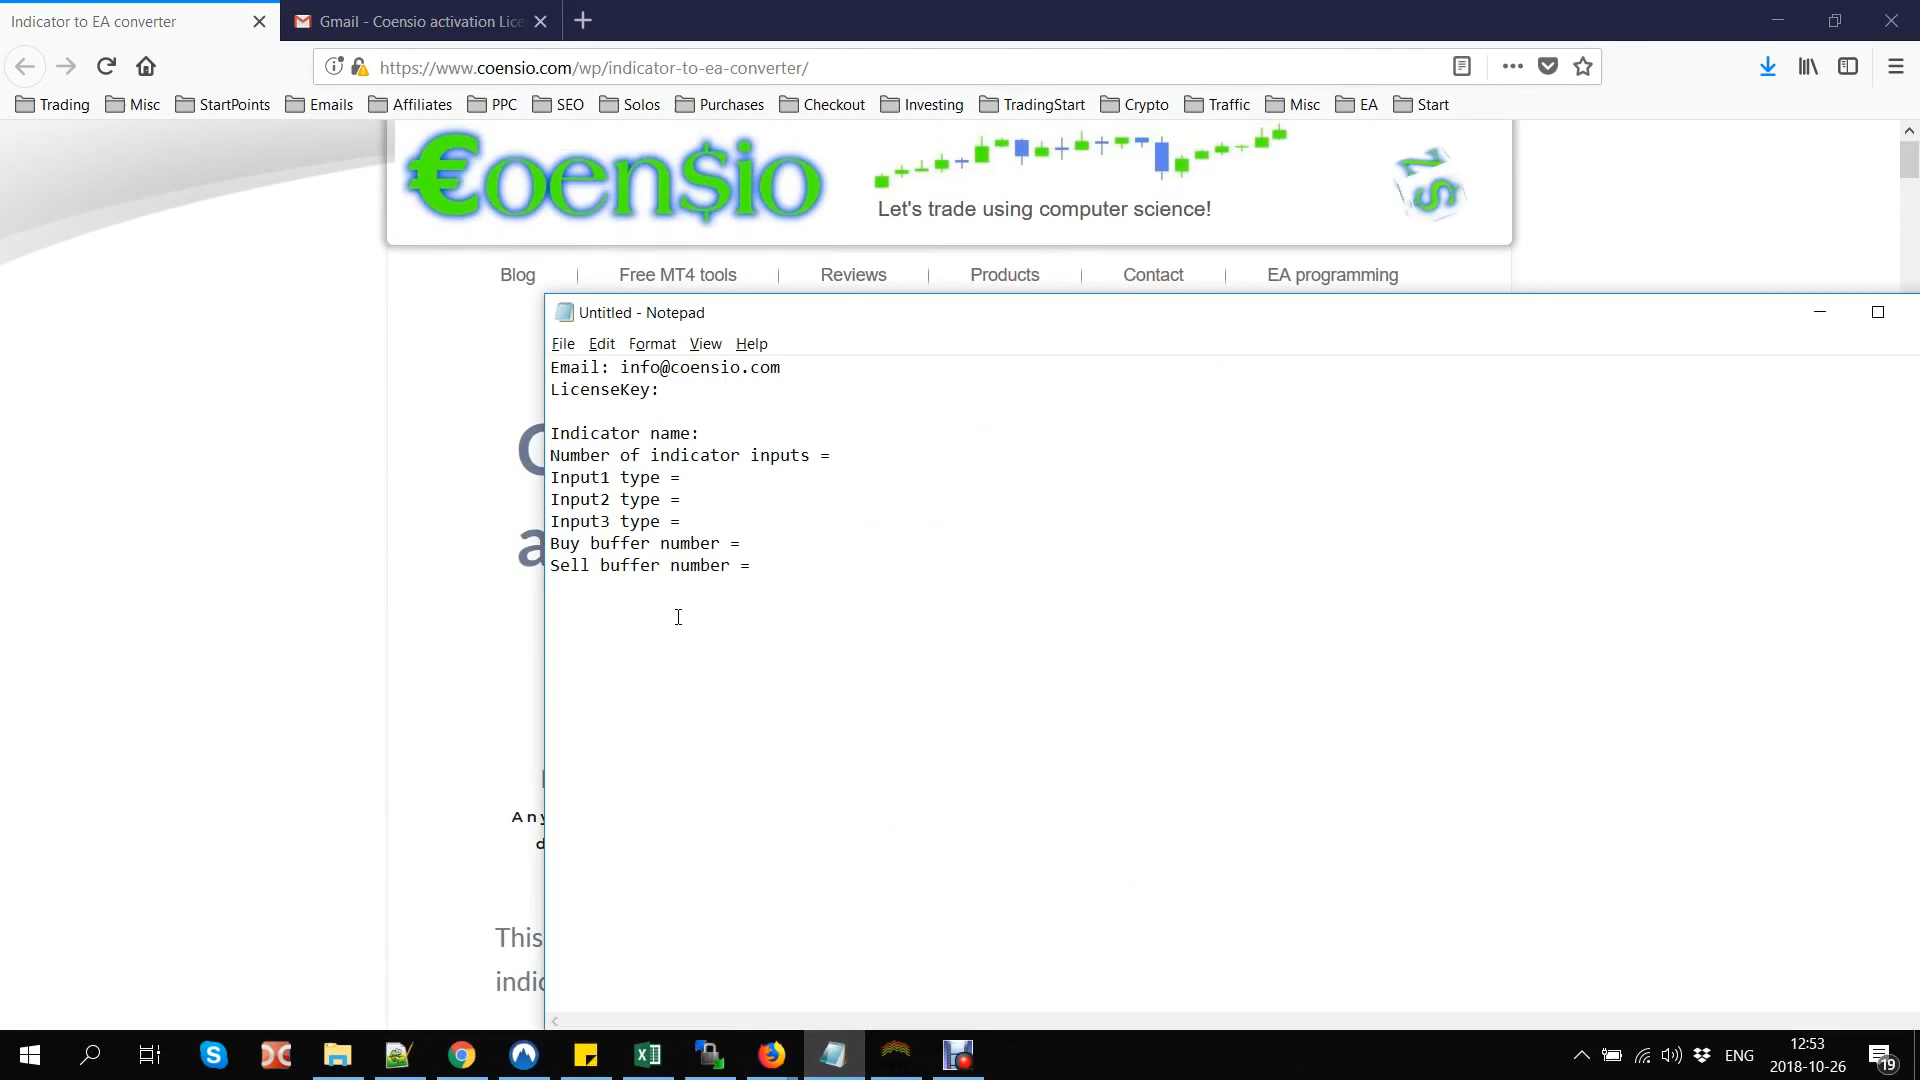 Indicator to EA converter
Gmail - Coensio activation Lice
https://www.coensio.com/wp/indicator-to-ea-converter/
Trading Misc StartPoints Emails Affiliates PPC SEO Solos Purchases Checkout Investing TradingStart Crypto Traffic Misc EA Start
€oen$io
Let's trade using computer science!
Blog | Free MT4 tools | Reviews | Products | Contact | EA programming
Untitled - Notepad
File Edit Format View Help
Email: info@coensio.com
LicenseKey:
Indicator name:
Number of indicator inputs =
Input1 type =
Input2 type =
Input3 type =
Buy buffer number =
Sell buffer number =
a
Any
d
This
indic
ENG
12:53
2018-10-26
19